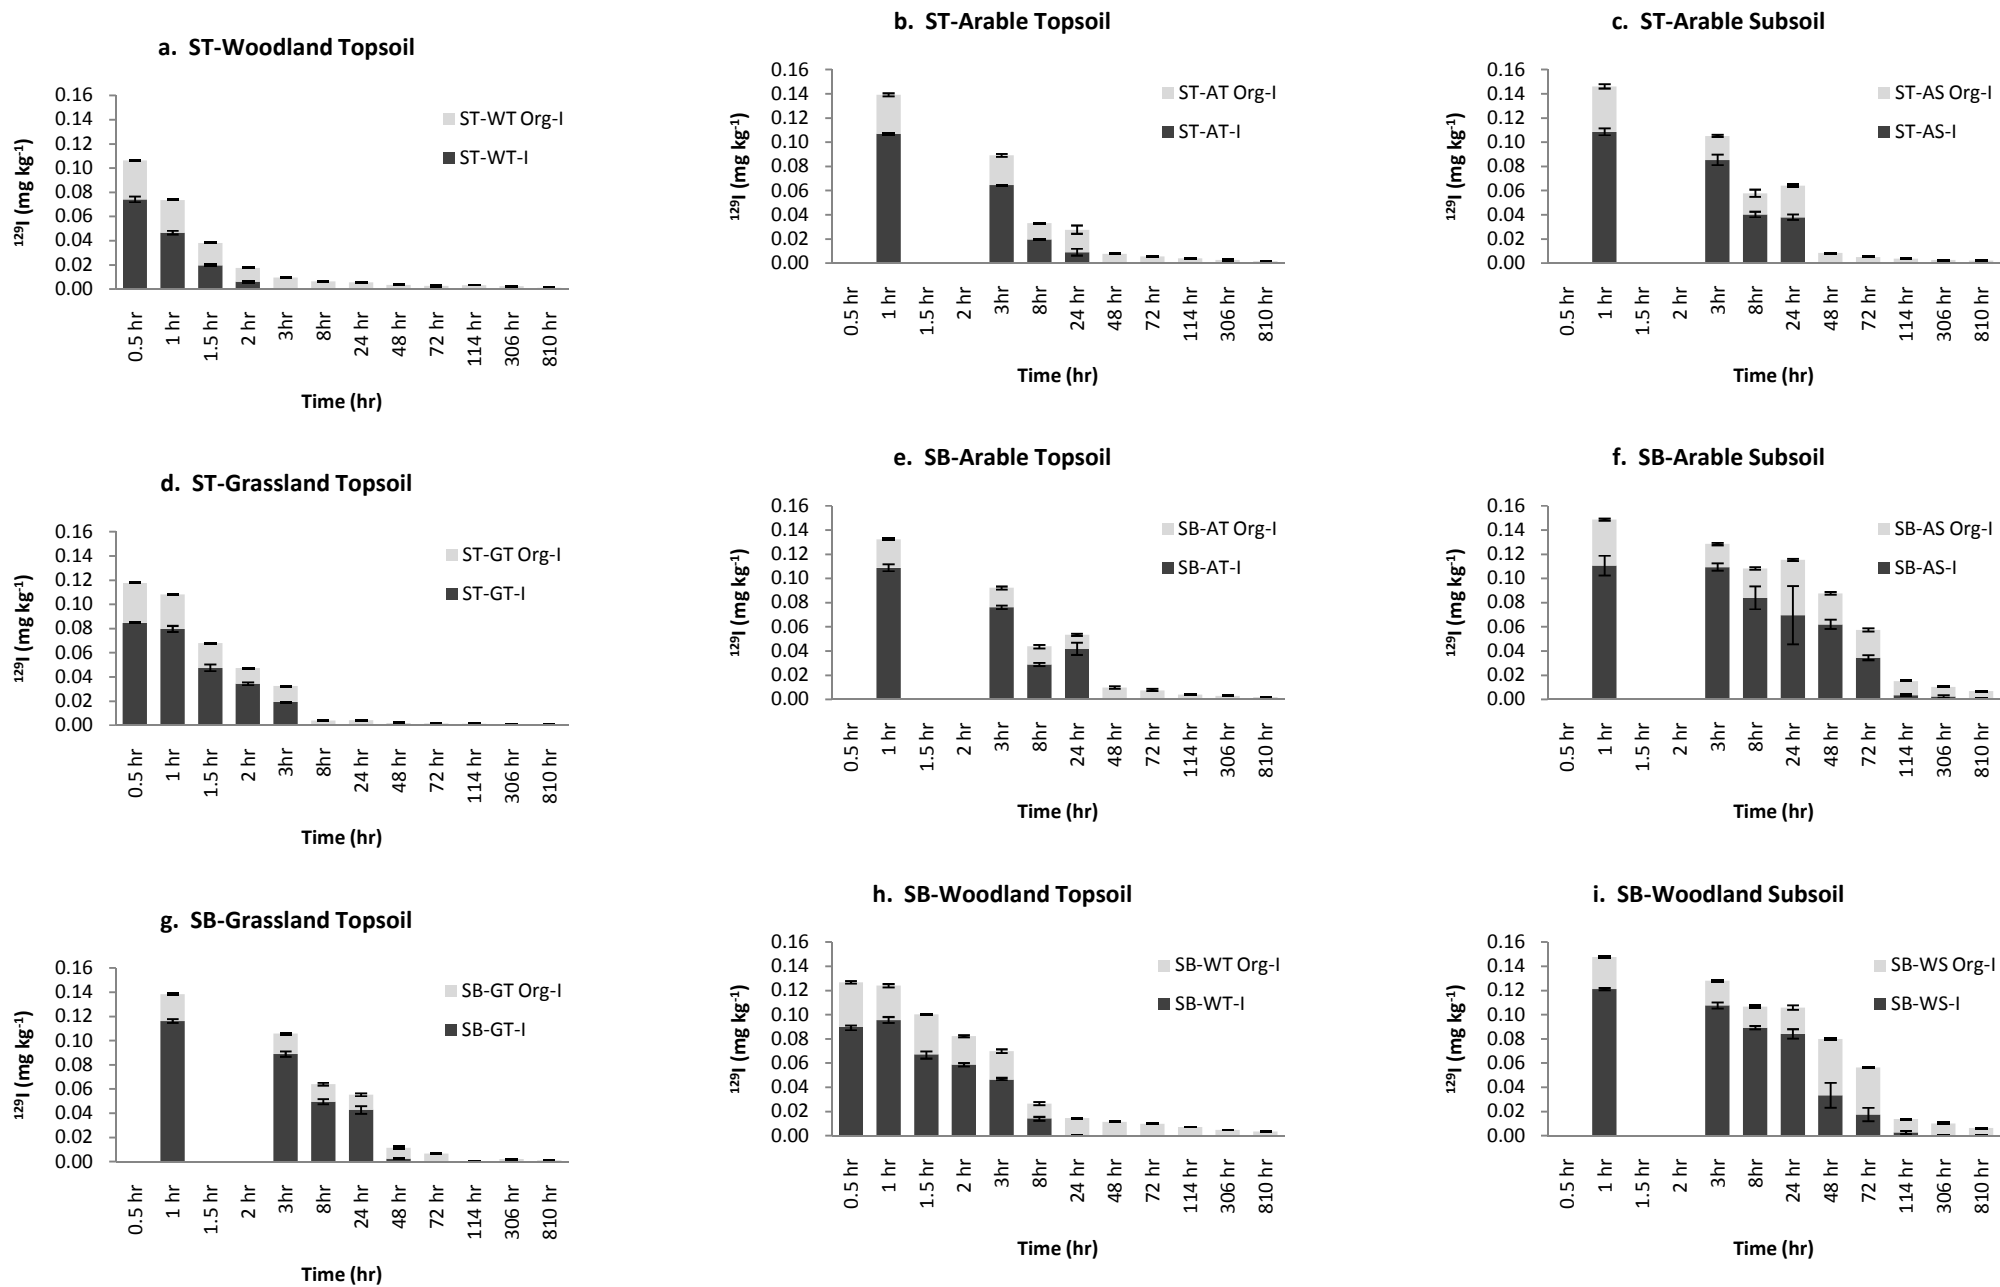 a. ST-Woodland Topsoil
0.16
0.14
0.12
0.10
0.08
0.06
0.04
0.02
0.00
¹²⁹I (mg kg⁻¹)
ST-WT Org-I
ST-WT-I
0.5 hr
1 hr
1.5 hr
2 hr
3hr
8hr
24 hr
48 hr
72 hr
114 hr
306 hr
810 hr
Time (hr)
b. ST-Arable Topsoil
0.16
0.14
0.12
0.10
0.08
0.06
0.04
0.02
0.00
¹²⁹I (mg kg⁻¹)
ST-AT Org-I
ST-AT-I
0.5 hr
1 hr
1.5 hr
2 hr
3hr
8hr
24 hr
48 hr
72 hr
114 hr
306 hr
810 hr
Time (hr)
c. ST-Arable Subsoil
0.16
0.14
0.12
0.10
0.08
0.06
0.04
0.02
0.00
¹²⁹I (mg kg⁻¹)
ST-AS Org-I
ST-AS-I
0.5 hr
1 hr
1.5 hr
2 hr
3hr
8hr
24 hr
48 hr
72 hr
114 hr
306 hr
810 hr
Time (hr)
d. ST-Grassland Topsoil
0.16
0.14
0.12
0.10
0.08
0.06
0.04
0.02
0.00
¹²⁹I (mg kg⁻¹)
ST-GT Org-I
ST-GT-I
0.5 hr
1 hr
1.5 hr
2 hr
3hr
8hr
24 hr
48 hr
72 hr
114 hr
306 hr
810 hr
Time (hr)
e. SB-Arable Topsoil
0.16
0.14
0.12
0.10
0.08
0.06
0.04
0.02
0.00
¹²⁹I (mg kg⁻¹)
SB-AT Org-I
SB-AT-I
0.5 hr
1 hr
1.5 hr
2 hr
3hr
8hr
24 hr
48 hr
72 hr
114 hr
306 hr
810 hr
Time (hr)
f. SB-Arable Subsoil
0.16
0.14
0.12
0.10
0.08
0.06
0.04
0.02
0.00
¹²⁹I (mg kg⁻¹)
SB-AS Org-I
SB-AS-I
0.5 hr
1 hr
1.5 hr
2 hr
3hr
8hr
24 hr
48 hr
72 hr
114 hr
306 hr
810 hr
Time (hr)
g. SB-Grassland Topsoil
0.16
0.14
0.12
0.10
0.08
0.06
0.04
0.02
0.00
¹²⁹I (mg kg⁻¹)
SB-GT Org-I
SB-GT-I
0.5 hr
1 hr
1.5 hr
2 hr
3hr
8hr
24 hr
48 hr
72 hr
114 hr
306 hr
810 hr
Time (hr)
h. SB-Woodland Topsoil
0.16
0.14
0.12
0.10
0.08
0.06
0.04
0.02
0.00
¹²⁹I (mg kg⁻¹)
SB-WT Org-I
SB-WT-I
0.5 hr
1 hr
1.5 hr
2 hr
3hr
8hr
24 hr
48 hr
72 hr
114 hr
306 hr
810 hr
Time (hr)
i. SB-Woodland Subsoil
0.16
0.14
0.12
0.10
0.08
0.06
0.04
0.02
0.00
¹²⁹I (mg kg⁻¹)
SB-WS Org-I
SB-WS-I
0.5 hr
1 hr
1.5 hr
2 hr
3hr
8hr
24 hr
48 hr
72 hr
114 hr
306 hr
810 hr
Time (hr)